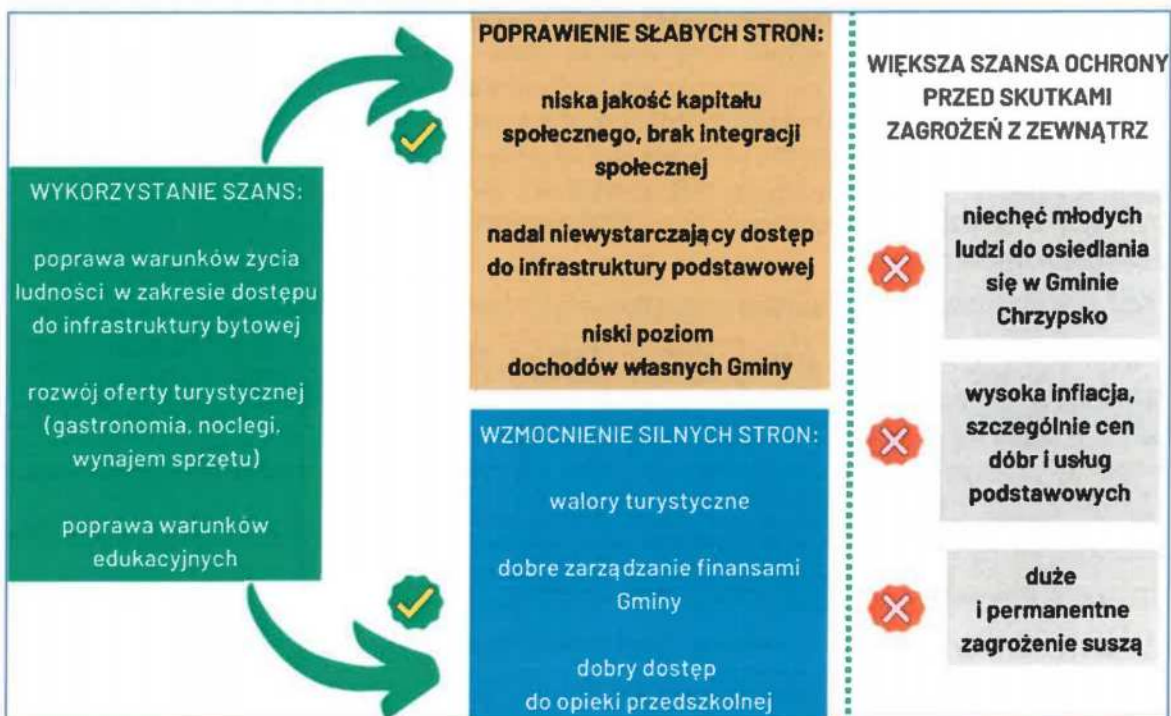 WYKORZYSTANIE SZANS:
poprawa warunków życia
ludności w zakresie dostępu
do infrastruktury bytowej
rozwój oferty turystycznej
(gastronomia, noclegi,
wynajem sprzętu)
poprawa warunków
edukacyjnych
POPRAWIENIE SŁABYCH STRON:
niska jakość kapitału
społecznego, brak integracji
społecznej
nadal niewystarczający dostęp
do infrastruktury podstawowej
niski poziom
dochodów własnych Gminy
WZMOCNIENIE SILNYCH STRON:
walory turystyczne
dobre zarządzanie finansami
Gminy
dobry dostęp
do opieki przedszkolnej
WIĘKSZA SZANSA OCHRONY
PRZED SKUTKAMI
ZAGROŻEŃ Z ZEWNĄTRZ
niechęć młodych
ludzi do osiedlania
się w Gminie
Chrzypsko
wysoka inflacja,
szczególnie cen
dóbr i usług
podstawowych
duże
i permanentne
zagrożenie suszą